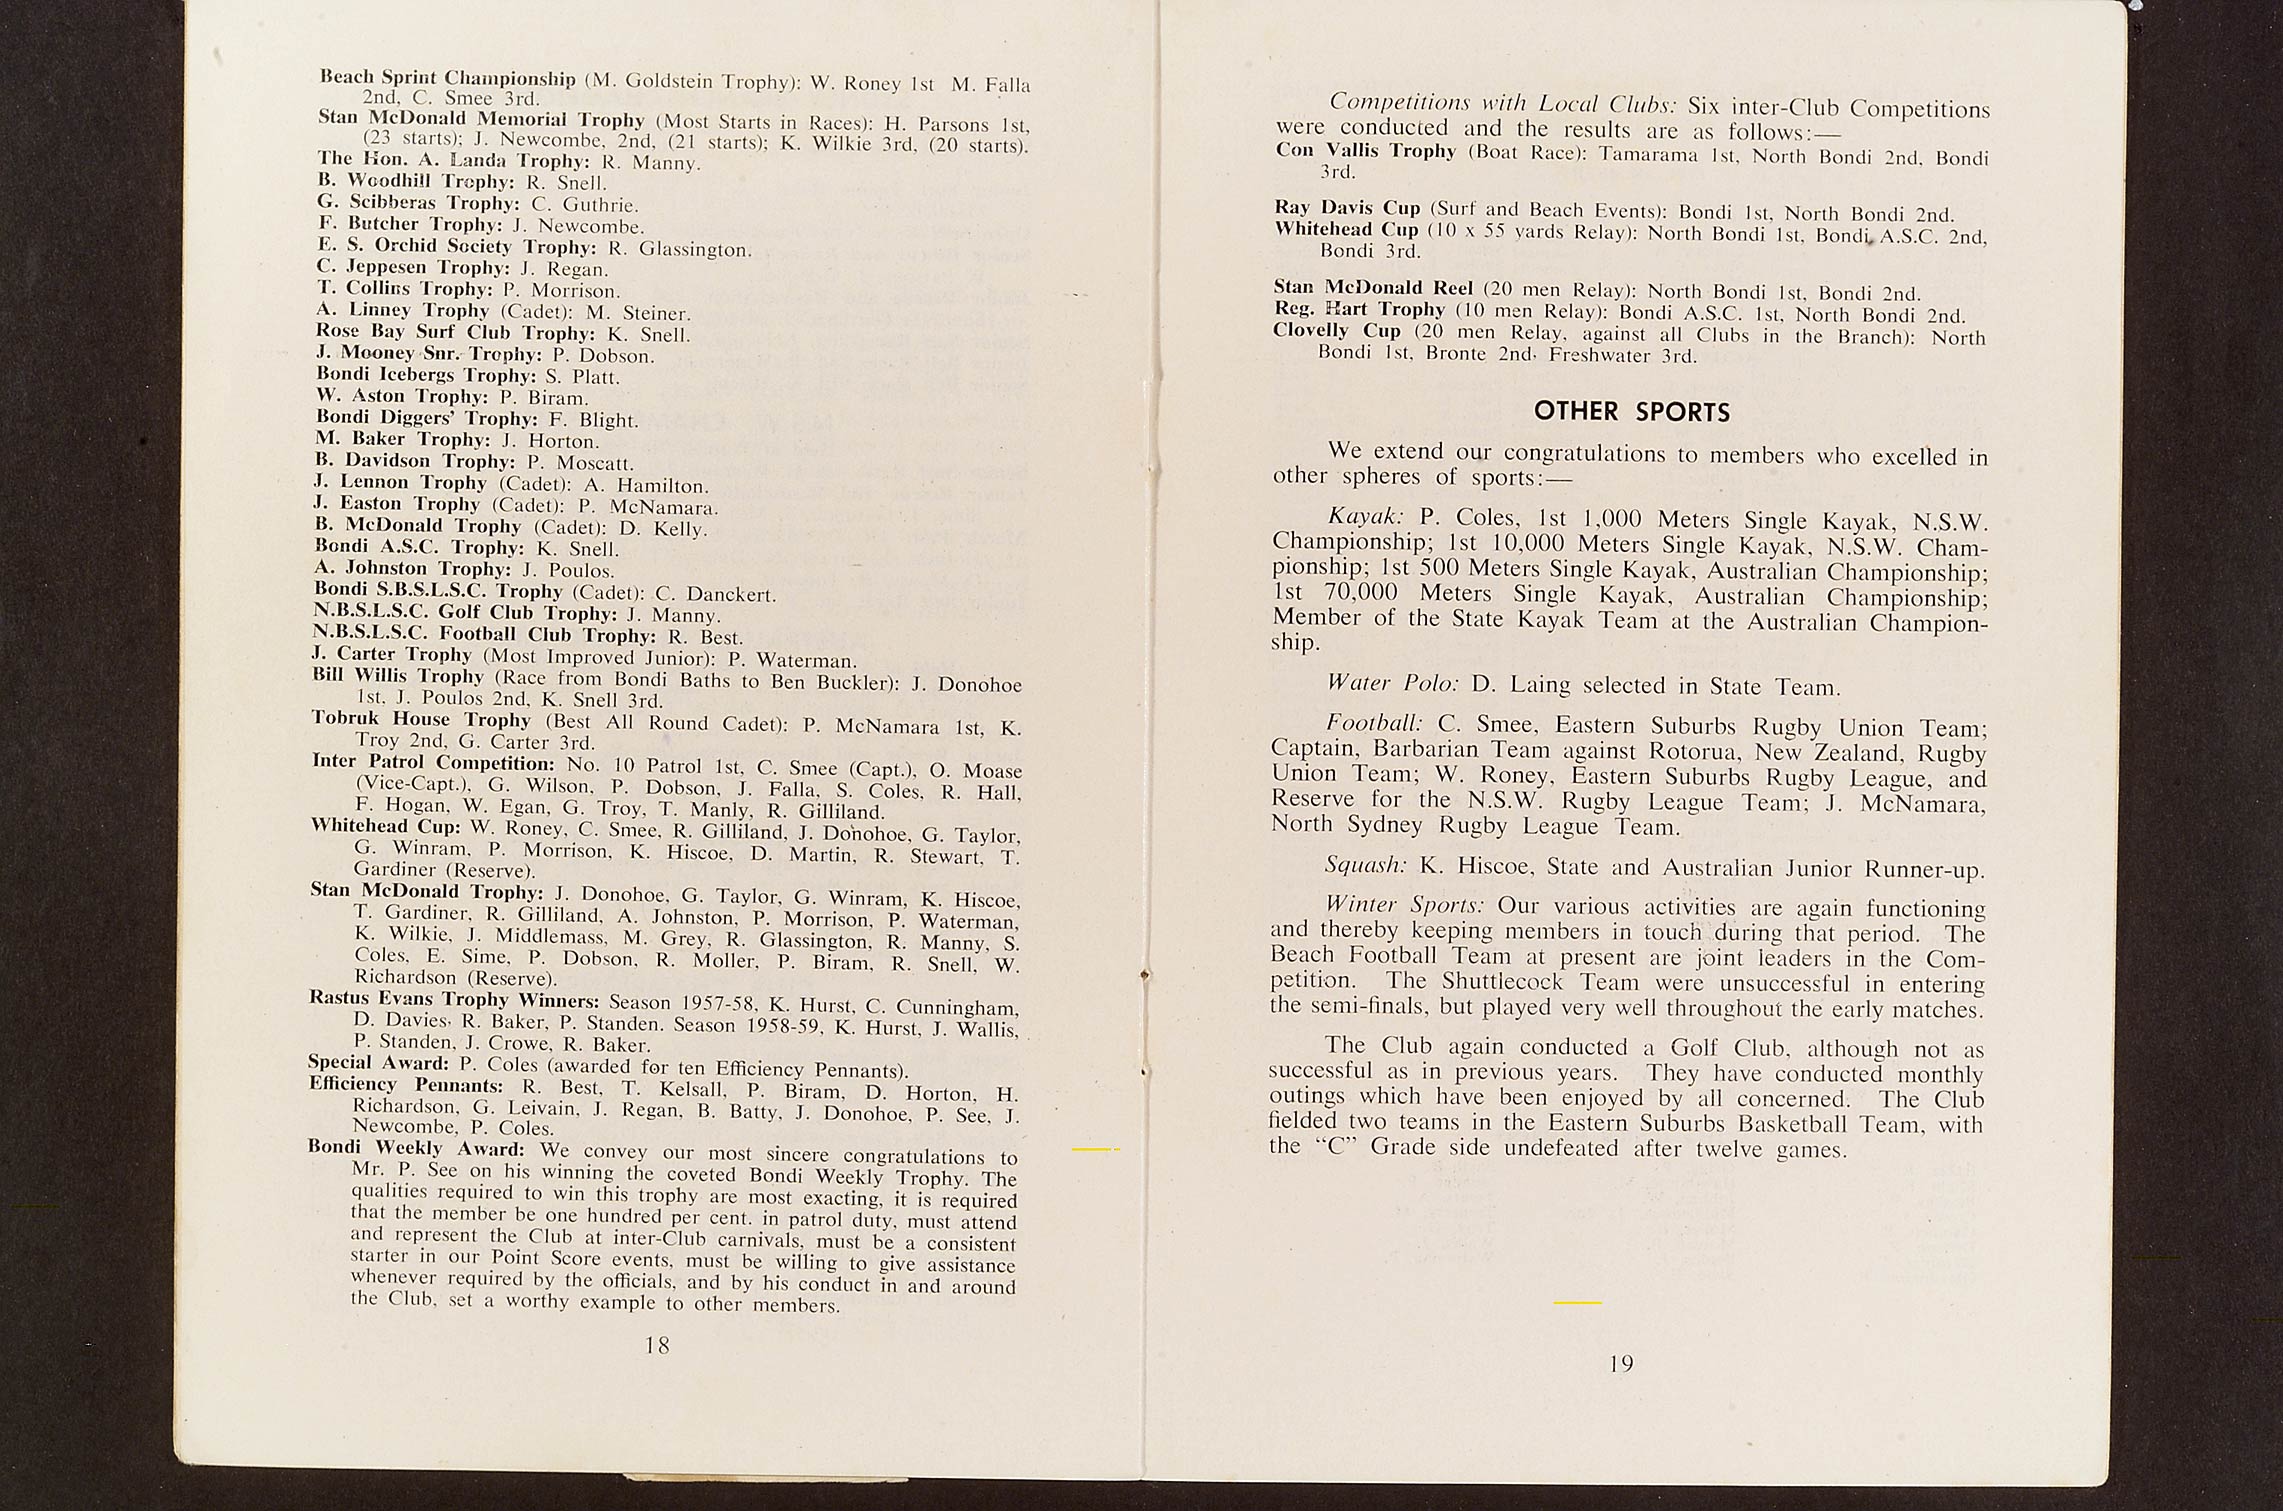 Beach Sprint Championship (M. Goldstein Trophy): W. Roney 1st M. Falla
2nd, C. Smee 3rd.
Stan McDonald Memorial Trophy (Most Starts in Races): H. Parsons 1st,
(23 starts); J. Newcombe, 2nd, (21 starts); K. Wilkie 3rd, (20 starts).
The Hon. A. Landa Trophy: R. Manny.
B. Woodhill Trophy: R. Snell.
G. Scibberas Trophy: C. Guthrie.
F. Butcher Trophy: J. Newcombe.
E. S. Orchid Society Trophy: R. Glassington.
C. Jeppesen Trophy: J. Regan.
T. Collins Trophy: P. Morrison.
A. Linney Trophy (Cadet): M. Steiner.
Rose Bay Surf Club Trophy: K. Snell.
J. Mooney Snr. Trophy: P. Dobson.
Bondi Icebergs Trophy: S. Platt.
W. Aston Trophy: P. Biram.
Bondi Diggers' Trophy: F. Blight.
M. Baker Trophy: J. Horton.
B. Davidson Trophy: P. Moscatt.
J. Lennon Trophy (Cadet): A. Hamilton.
J. Easton Trophy (Cadet): P. McNamara.
B. McDonald Trophy (Cadet): D. Kelly.
Bondi A.S.C. Trophy: K. Snell.
A. Johnston Trophy: J. Poulos.
Bondi S.B.S.L.S.C. Trophy (Cadet): C. Danckert.
N.B.S.L.S.C. Golf Club Trophy: J. Manny.
N.B.S.L.S.C. Football Club Trophy: R. Best.
J. Carter Trophy (Most Improved Junior): P. Waterman.
Bill Willis Trophy (Race from Bondi Baths to Ben Buckler): J. Donohoe
1st, J. Poulos 2nd, K. Snell 3rd.
Tobruk House Trophy (Best All Round Cadet): P. McNamara 1st, K.
Troy 2nd, G. Carter 3rd.
Inter Patrol Competition: No. 10 Patrol 1st, C. Smee (Capt.), O. Moase
(Vice-Capt.), G. Wilson, P. Dobson, J. Falla, S. Coles, R. Hall,
F. Hogan, W. Egan, G. Troy, T. Manly, R. Gilliland.
Whitehead Cup: W. Roney, C. Smee, R. Gilliland, J. Donohoe, G. Taylor,
G. Winram, P. Morrison, K. Hiscoe, D. Martin, R. Stewart, T.
Gardiner (Reserve).
Stan McDonald Trophy: J. Donohoe, G. Taylor, G. Winram, K. Hiscoe,
T. Gardiner, R. Gilliland, A. Johnston, P. Morrison, P. Waterman,
K. Wilkie, J. Middlemass, M. Grey, R. Glassington, R. Manny, S.
Coles, E. Sime, P. Dobson, R. Moller, P. Biram, R. Snell, W.
Richardson (Reserve).
Rastus Evans Trophy Winners: Season 1957-58, K. Hurst, C. Cunningham,
D. Davies, R. Baker, P. Standen. Season 1958-59, K. Hurst, J. Wallis,
P. Standen, J. Crowe, R. Baker.
Special Award: P. Coles (awarded for ten Efficiency Pennants).
Efficiency Pennants: R. Best, T. Kelsall, P. Biram, D. Horton, H.
Richardson, G. Leivain, J. Regan, B. Batty, J. Donohoe, P. See, J.
Newcombe, P. Coles.
Bondi Weekly Award: We convey our most sincere congratulations to
Mr. P. See on his winning the coveted Bondi Weekly Trophy. The
qualities required to win this trophy are most exacting, it is required
that the member be one hundred per cent. in patrol duty, must attend
and represent the Club at inter-Club carnivals, must be a consistent
starter in our Point Score events, must be willing to give assistance
whenever required by the officials, and by his conduct in and around
the Club, set a worthy example to other members.
18
Competitions with Local Clubs: Six inter-Club Competitions
were conducted and the results are as follows:—
Con Vallis Trophy (Boat Race): Tamarama 1st, North Bondi 2nd, Bondi
3rd.
Ray Davis Cup (Surf and Beach Events): Bondi 1st, North Bondi 2nd.
Whitehead Cup (10 x 55 yards Relay): North Bondi 1st, Bondi A.S.C. 2nd,
Bondi 3rd.
Stan McDonald Reel (20 men Relay): North Bondi 1st, Bondi 2nd.
Reg. Hart Trophy (10 men Relay): Bondi A.S.C. 1st, North Bondi 2nd.
Clovelly Cup (20 men Relay, against all Clubs in the Branch): North
Bondi 1st, Bronte 2nd, Freshwater 3rd.
OTHER SPORTS
We extend our congratulations to members who excelled in
other spheres of sports:—
Kayak: P. Coles, 1st 1,000 Meters Single Kayak, N.S.W.
Championship; 1st 10,000 Meters Single Kayak, N.S.W. Cham-
pionship; 1st 500 Meters Single Kayak, Australian Championship;
1st 70,000 Meters Single Kayak, Australian Championship;
Member of the State Kayak Team at the Australian Champion-
ship.
Water Polo: D. Laing selected in State Team.
Football: C. Smee, Eastern Suburbs Rugby Union Team;
Captain, Barbarian Team against Rotorua, New Zealand, Rugby
Union Team; W. Roney, Eastern Suburbs Rugby League, and
Reserve for the N.S.W. Rugby League Team; J. McNamara,
North Sydney Rugby League Team.
Squash: K. Hiscoe, State and Australian Junior Runner-up.
Winter Sports: Our various activities are again functioning
and thereby keeping members in touch during that period. The
Beach Football Team at present are joint leaders in the Com-
petition. The Shuttlecock Team were unsuccessful in entering
the semi-finals, but played very well throughout the early matches.
The Club again conducted a Golf Club, although not as
successful as in previous years. They have conducted monthly
outings which have been enjoyed by all concerned. The Club
fielded two teams in the Eastern Suburbs Basketball Team, with
the "C" Grade side undefeated after twelve games.
19